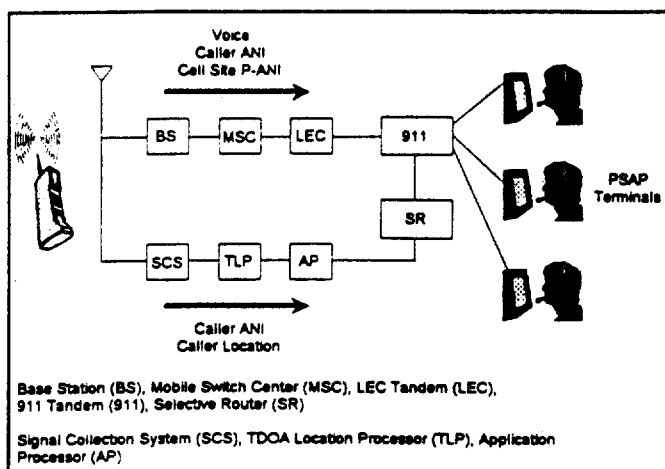 Voice
Caller ANI
Cell Site P-ANI
BS
MSC
LEC
911
PSAP
Terminals
SR
SCS
TLP
AP
Caller ANI
Caller Location
Base Station (BS), Mobile Switch Center (MSC), LEC Tandem (LEC),
911 Tandem (911), Selective Router (SR)
Signal Collection System (SCS), TDOA Location Processor (TLP), Application
Processor (AP)